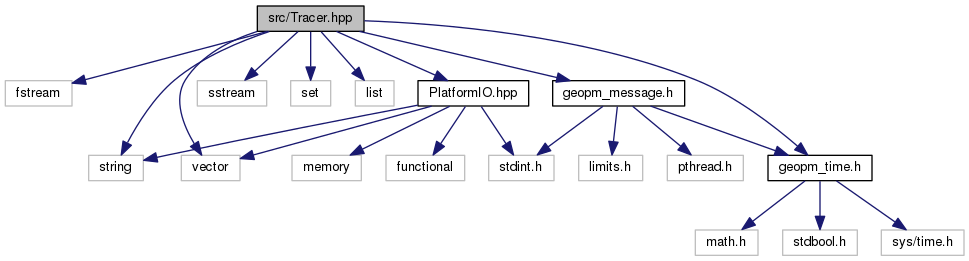 src/Tracer.hpp
fstream
sstream
set
list
PlatformIO.hpp
geopm_message.h
string
vector
memory
functional
stdint.h
limits.h
pthread.h
geopm_time.h
math.h
stdbool.h
sys/time.h